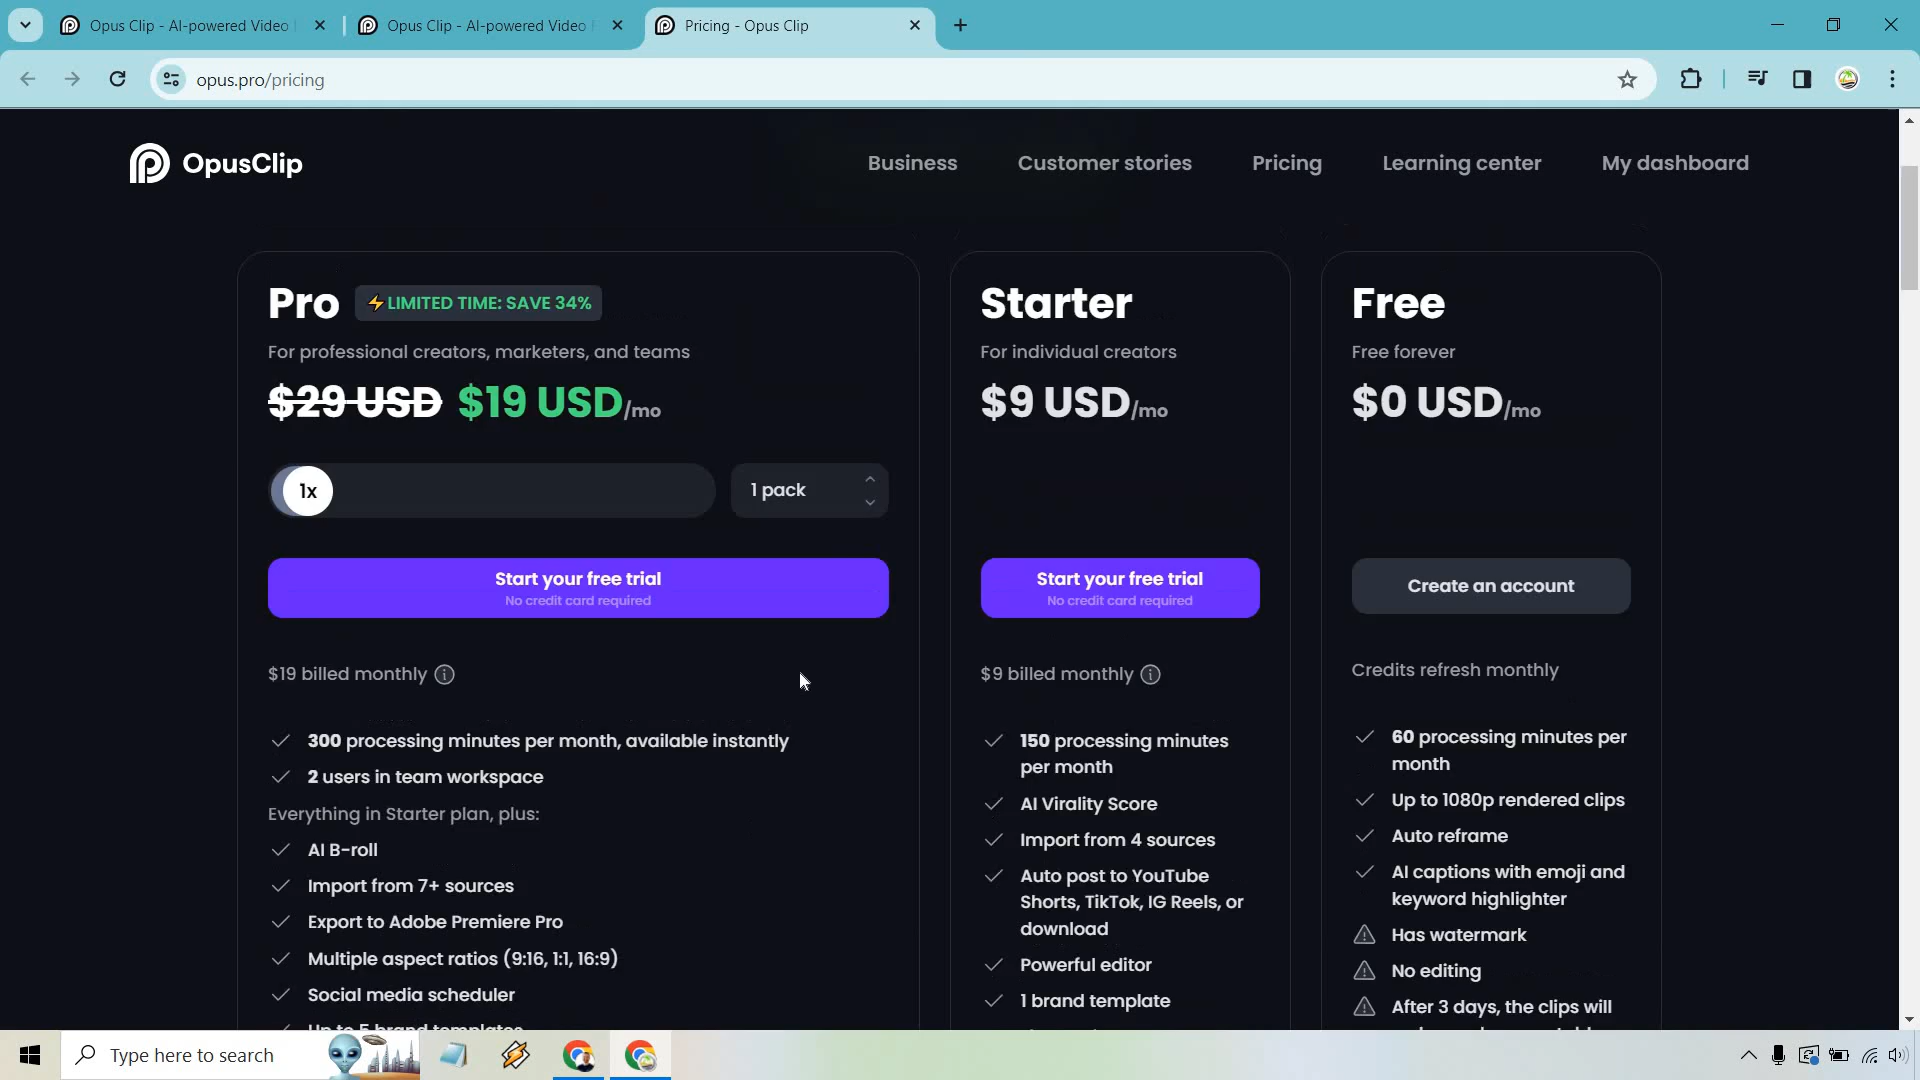 Opus Clip - AI-powered Video
Opus Clip - AI-powered Video
Pricing - Opus Clip
opus.pro/pricing
OpusClip
Business
Customer stories
Pricing
Learning center
My dashboard
Pro
⚡LIMITED TIME: SAVE 34%
For professional creators, marketers, and teams
$29 USD $19 USD/mo
1x
1 pack
Start your free trial
No credit card required
$19 billed monthly
300 processing minutes per month, available instantly
2 users in team workspace
Everything in Starter plan, plus:
AI B-roll
Import from 7+ sources
Export to Adobe Premiere Pro
Multiple aspect ratios (9:16, 1:1, 16:9)
Social media scheduler
Up to 5 brand templates
Starter
For individual creators
$9 USD/mo
Start your free trial
No credit card required
$9 billed monthly
150 processing minutes
per month
AI Virality Score
Import from 4 sources
Auto post to YouTube
Shorts, TikTok, IG Reels, or
download
Powerful editor
1 brand template
Free
Free forever
$0 USD/mo
Create an account
Credits refresh monthly
60 processing minutes per
month
Up to 1080p rendered clips
Auto reframe
AI captions with emoji and
keyword highlighter
Has watermark
No editing
After 3 days, the clips will
Type here to search